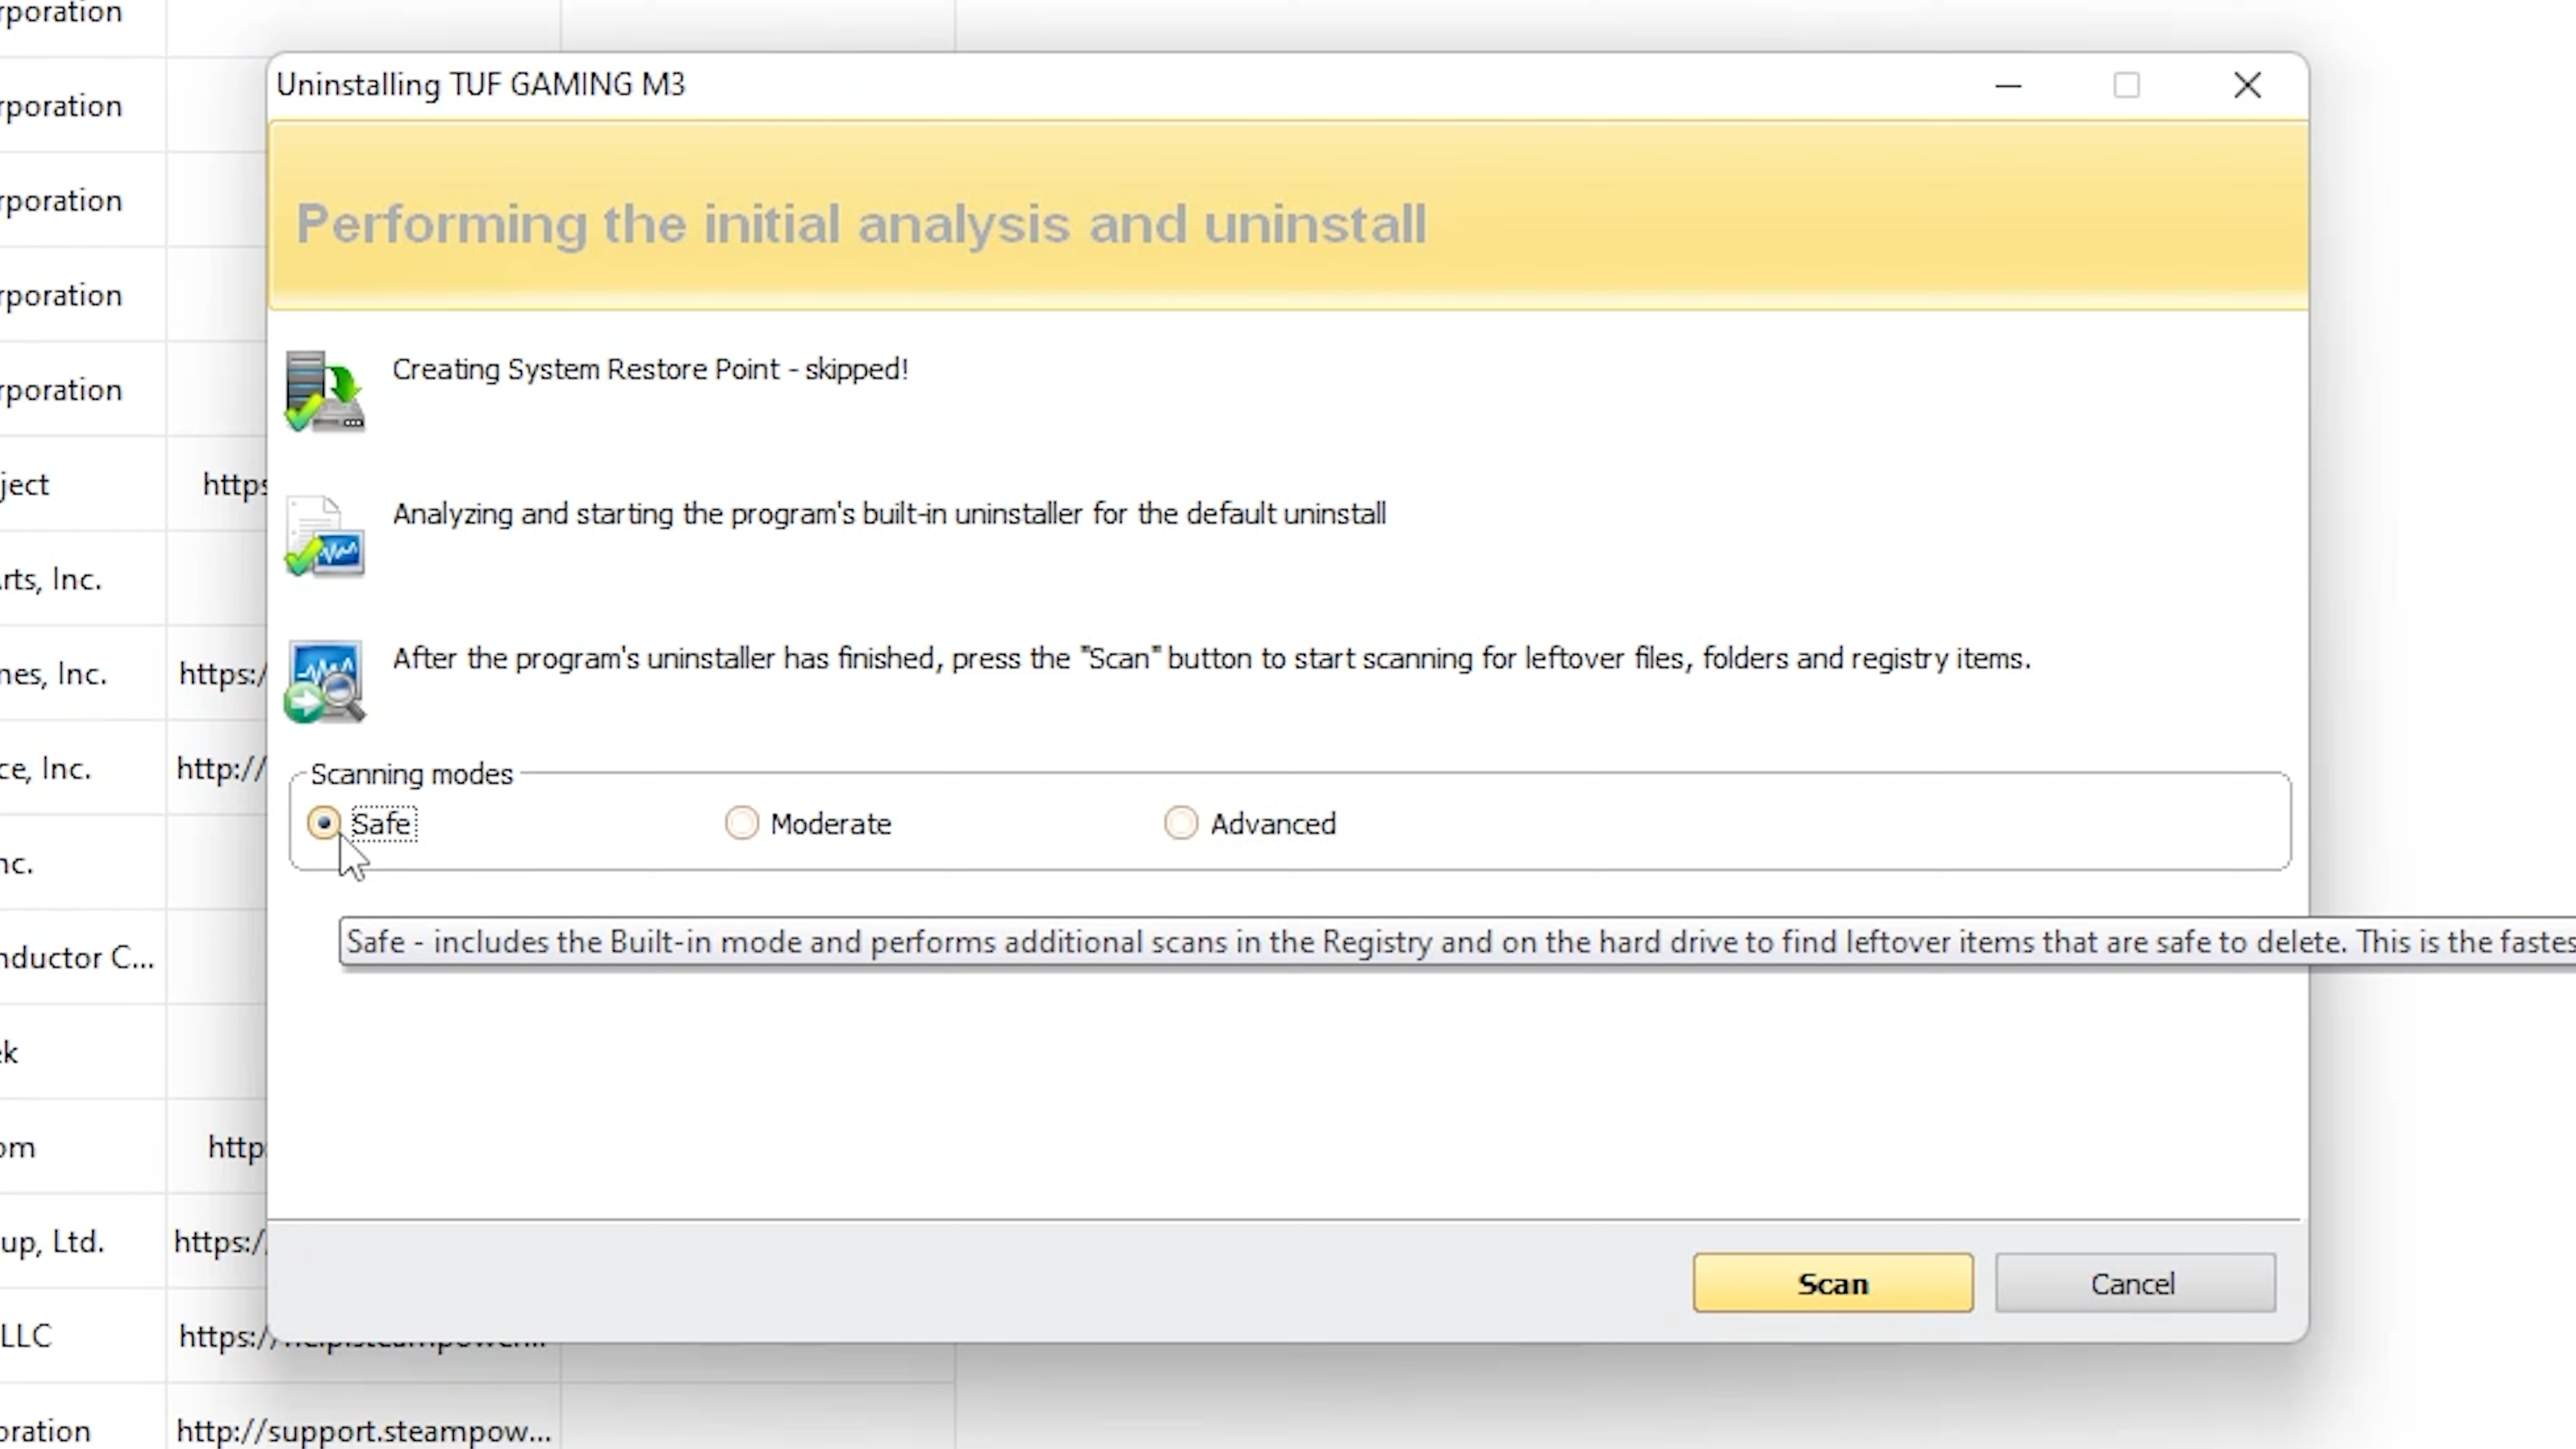 rporation
Uninstalling TUF GAMING M3
rporation
Performing the initial analysis and uninstall
rporation
rporation
Creating System Restore Point - skipped!
rporation
ject https
Analyzing and starting the program's built-in uninstaller for the default uninstall
rts, Inc.
After the program's uninstaller has finished, press the "Scan" button to start scanning for leftover files, folders and registry items.
nes, Inc. https:/
ce, Inc. http://
Scanning modes
Safe Moderate Advanced
nc.
Safe - includes the Built-in mode and performs additional scans in the Registry and on the hard drive to find leftover items that are safe to delete. This is the fastes
nductor C...
ek
om http:
up, Ltd. https:/
Scan Cancel
LLC https:/
oration http://support.steampow...